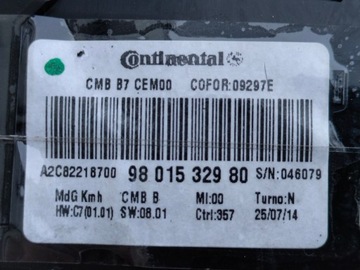 Continental
CMB B7 CEM00 COFOR:09297E
A2C82218700 98 015 329 80 S/N:046079
MdG Kmh CMB B MI:00 Turno:N
HW:C7(01.01) SW:08.01 Ctrl:357 25/07/14